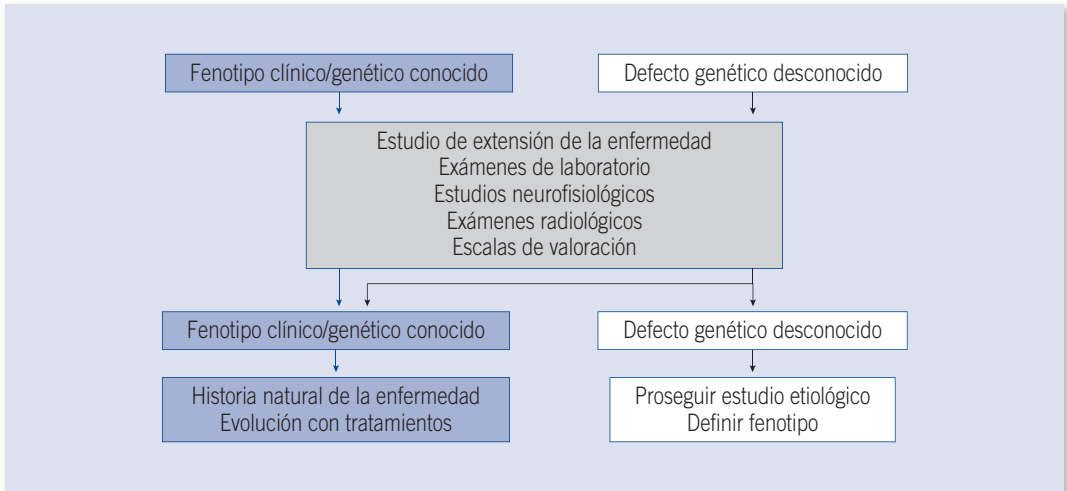 Fenotipo clínico/genético conocido
Defecto genético desconocido
Estudio de extensión de la enfermedad
Exámenes de laboratorio
Estudios neurofisiológicos
Exámenes radiológicos
Escalas de valoración
Fenotipo clínico/genético conocido
Defecto genético desconocido
Historia natural de la enfermedad
Evolución con tratamientos
Proseguir estudio etiológico
Definir fenotipo